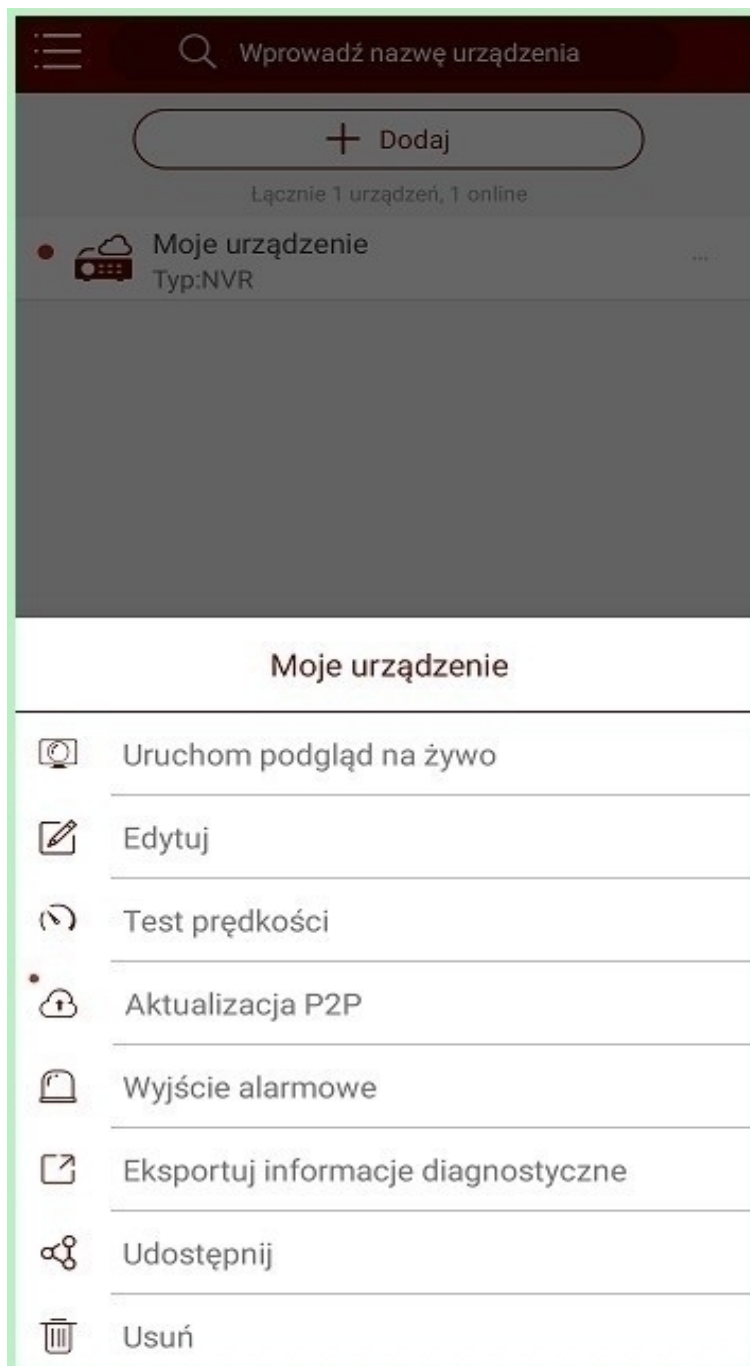 Wprowadź nazwę urządzenia
Dodaj
Łącznie 1 urządzeń, 1 online
Moje urządzenie
Typ:NVR
...
Moje urządzenie
Uruchom podgląd na żywo
Edytuj
Test prędkości
Aktualizacja P2P
Wyjście alarmowe
Eksportuj informacje diagnostyczne
Udostępnij
Usuń